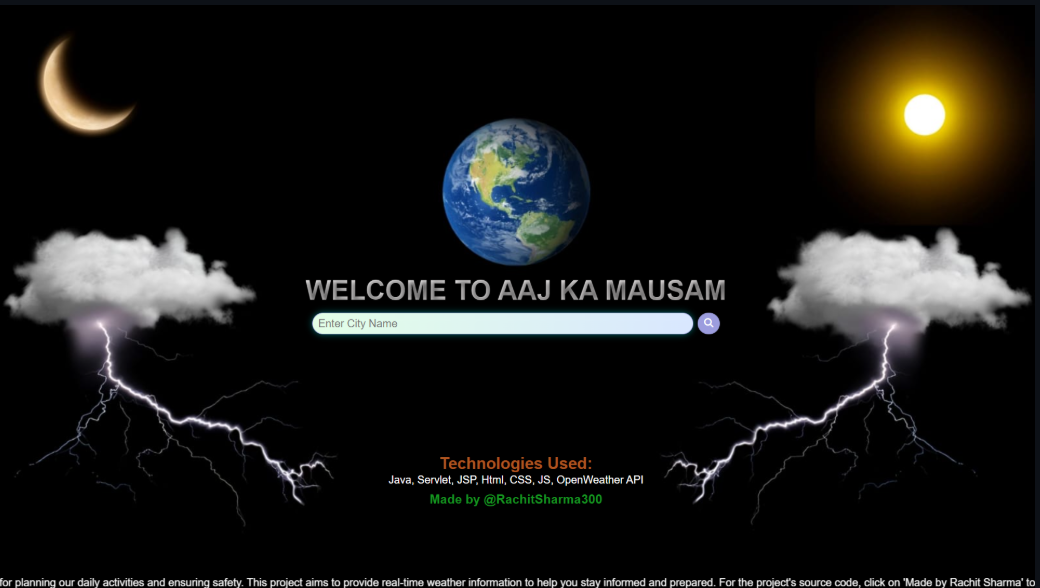 WELCOME TO AAJ KA MAUSAM
Enter City Name
Technologies Used:
Java, Servlet, JSP, Html, CSS, JS, OpenWeather API
Made by @RachitSharma300
for planning our daily activities and ensuring safety. This project aims to provide real-time weather information to help you stay informed and prepared. For the project's source code, click on 'Made by Rachit Sharma' to